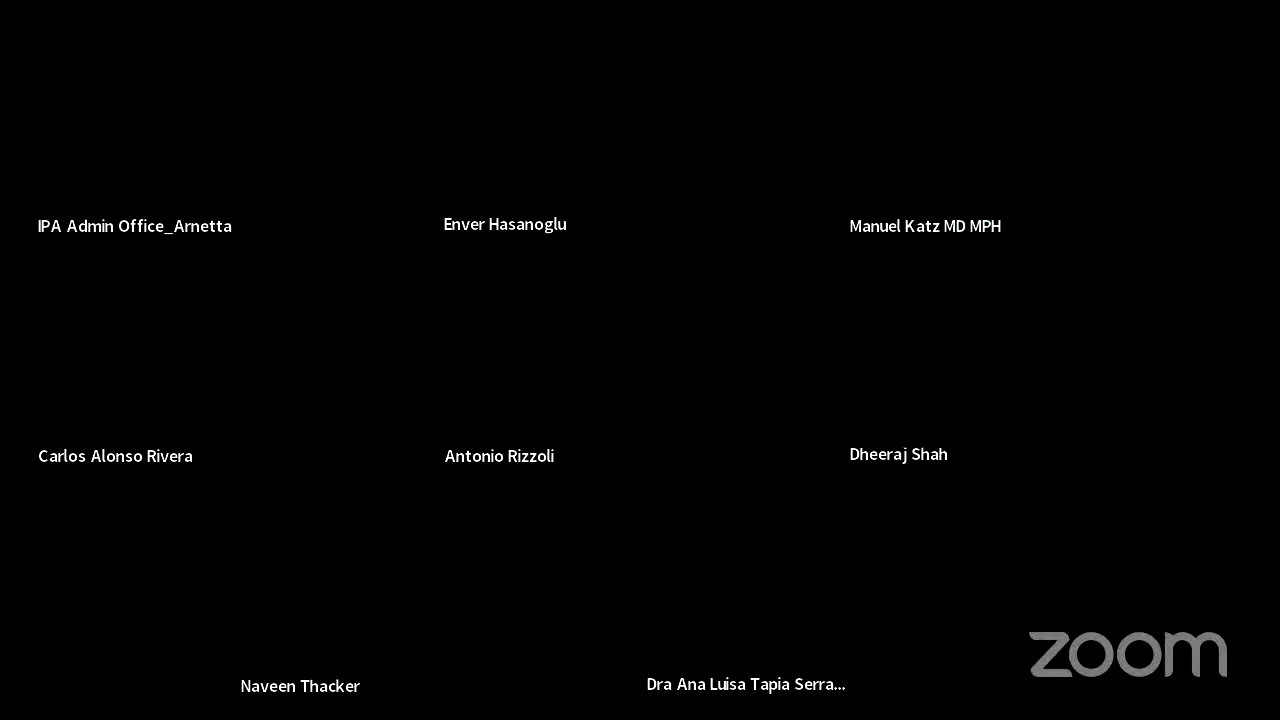 IPA Admin Office_Arnetta
Enver Hasanoglu
Manuel Katz MD MPH
Carlos Alonso Rivera
Antonio Rizzoli
Dheeraj Shah
Naveen Thacker
Dra Ana Luisa Tapia Serra...
zoom